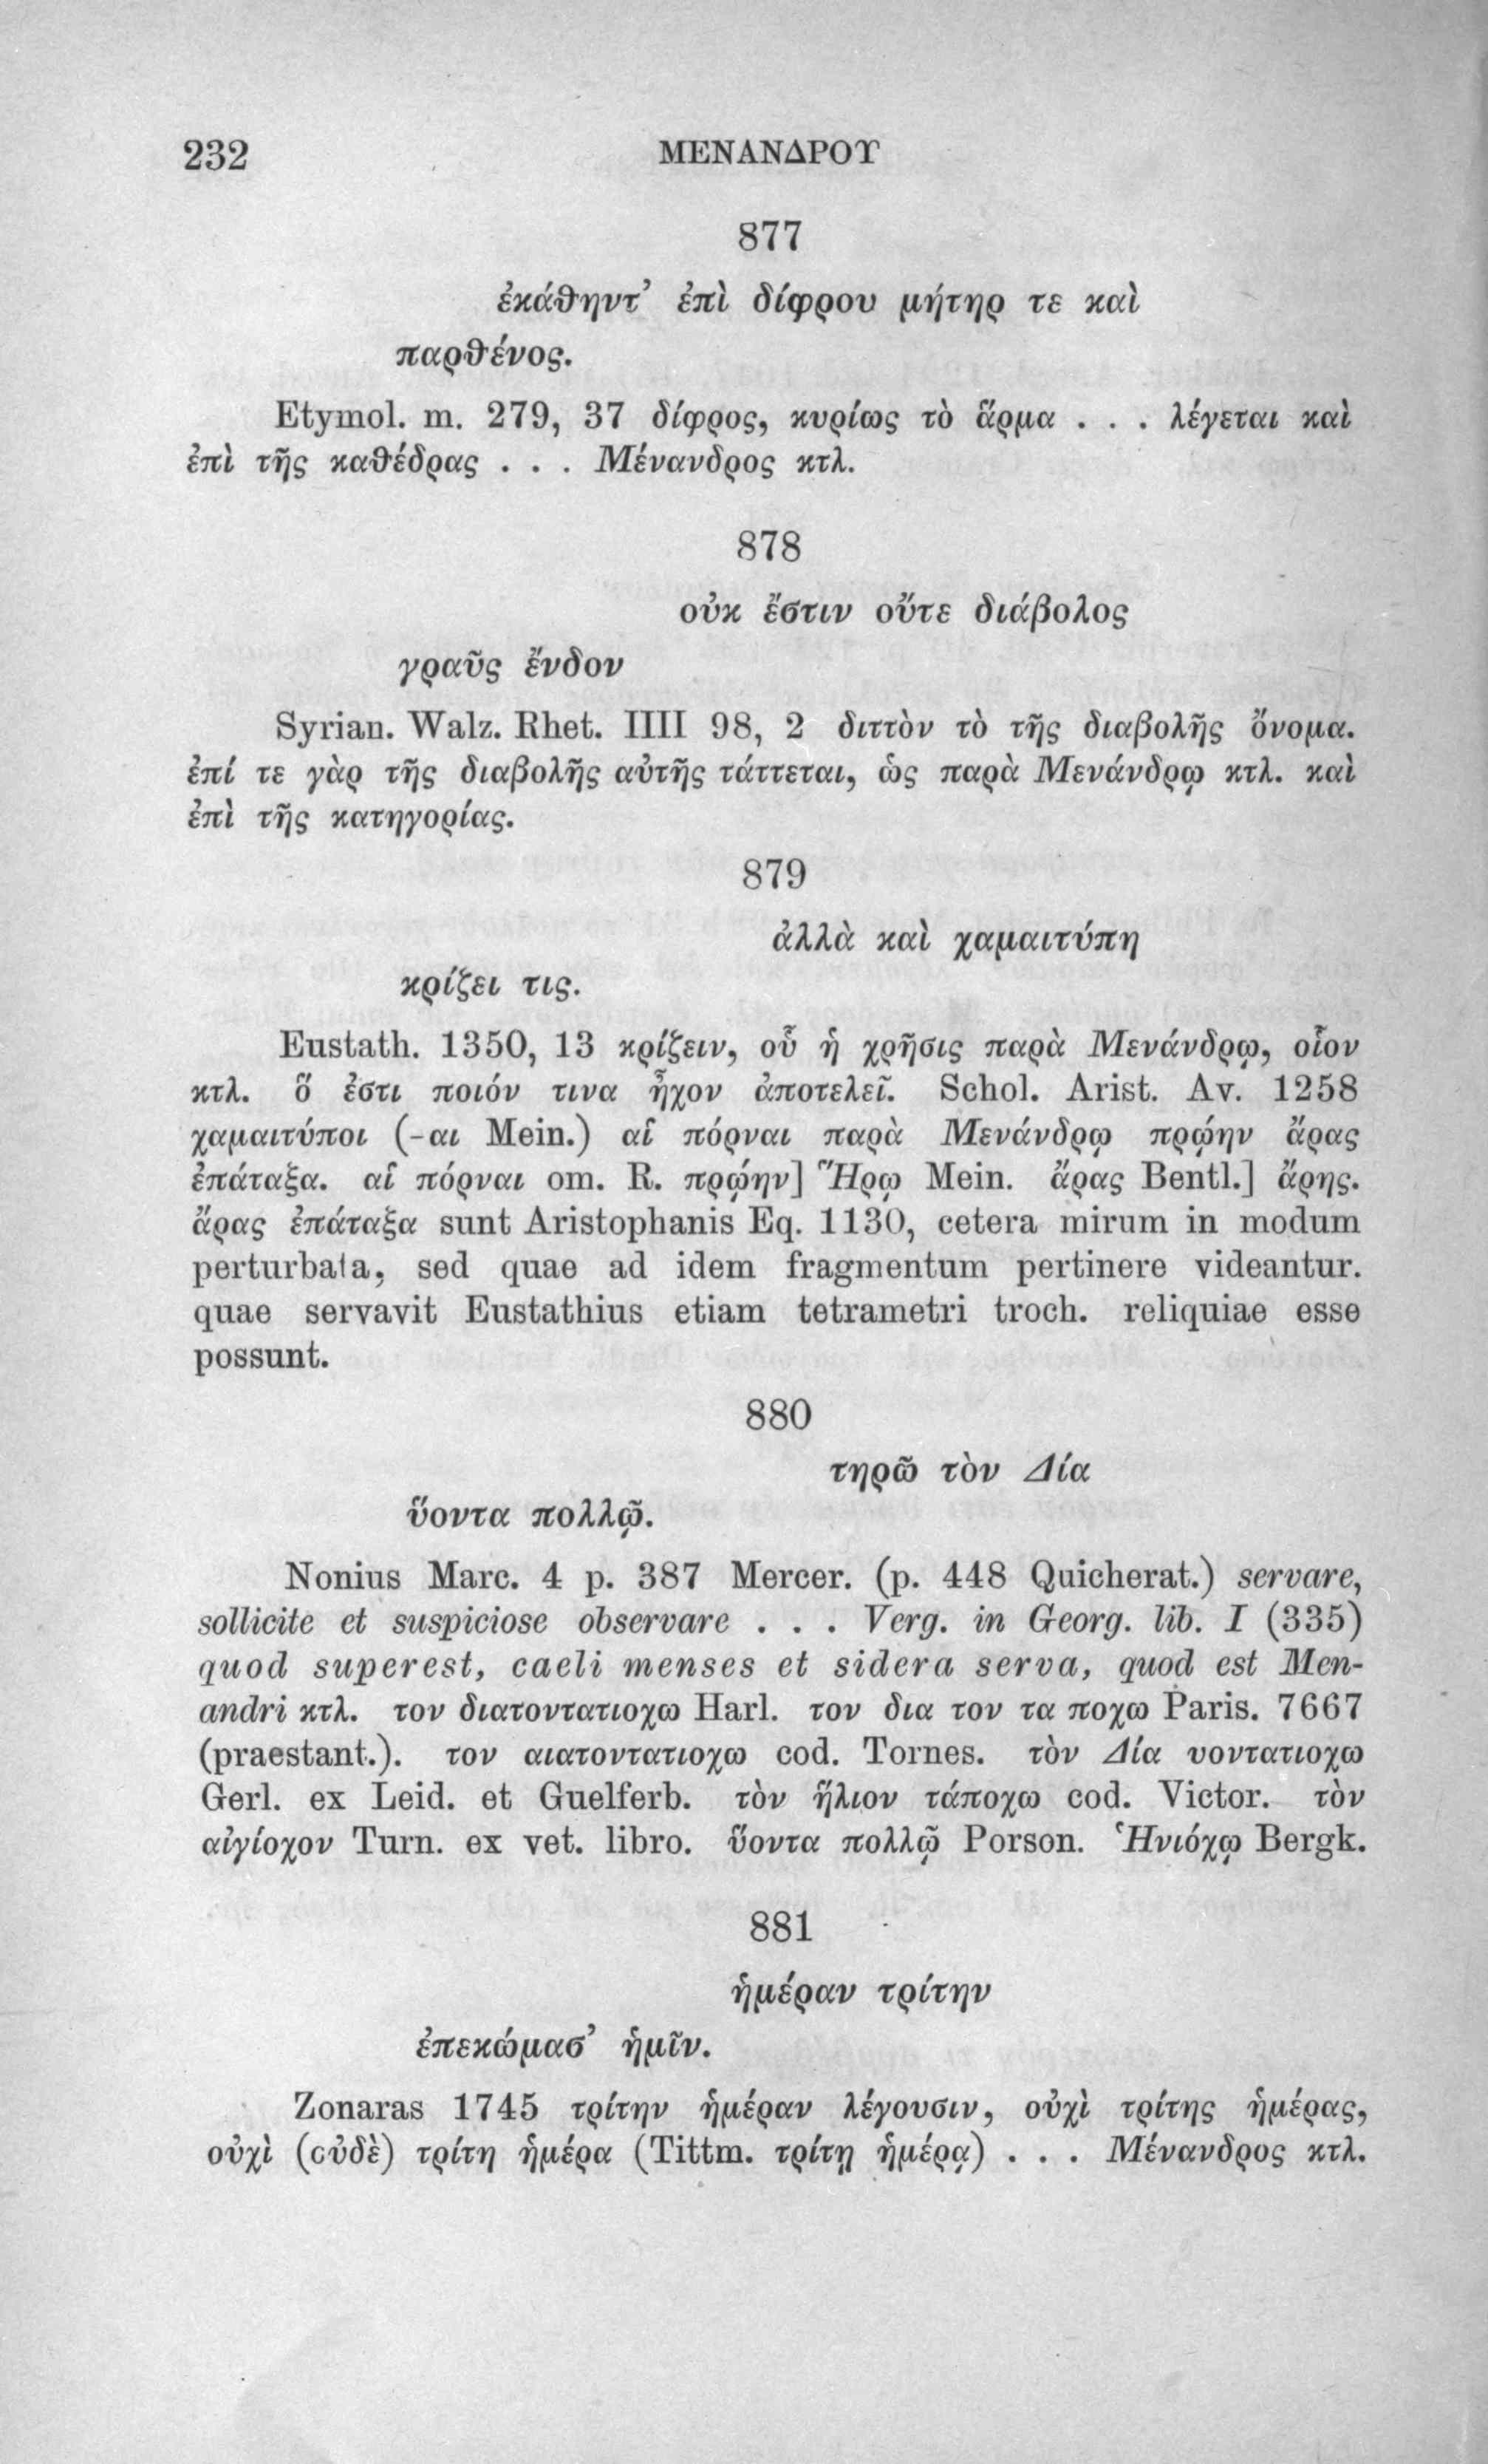 232 ΜΕΝΑΝΔΡΟΥ
877
ἐκάθηντ’ ἐπὶ δίφρου μήτηρ τε καὶ
παρθένος.
Etymol. m. 279, 37 δίφρος, κυρίως τὸ ἅρμα . . . λέγεται καὶ
ἐπὶ τῆς καθέδρας . . . Μένανδρος κτλ.
878
οὐκ ἔστιν οὔτε διάβολος
γραῦς ἔνδον
Syrian. Walz. Rhet. IIII 98, 2 διττὸν τὸ τῆς διαβολῆς ὄνομα.
ἐπί τε γὰρ τῆς διαβολῆς αὐτῆς τάττεται, ὡς παρὰ Μενάνδρῳ κτλ. καὶ
ἐπὶ τῆς κατηγορίας.
879
ἀλλὰ καὶ χαμαιτύπη
κρίζει τις.
Eustath. 1350, 13 κρίζειν, οὗ ἡ χρῆσις παρὰ Μενάνδρῳ, οἷον
κτλ. ὅ ἐστι ποιόν τινα ἦχον ἀποτελεῖ. Schol. Arist. Av. 1258
χαμαιτύποι (-αι Mein.) αἱ πόρναι παρὰ Μενάνδρῳ πρῴην ἄρας
ἐπάταξα. αἱ πόρναι om. R. πρῴην] Ἥρῳ Mein. ἄρας Bentl.] ἄρης.
ἄρας ἐπάταξα sunt Aristophanis Eq. 1130, cetera mirum in modum
perturbata, sed quae ad idem fragmentum pertinere videantur.
quae servavit Eustathius etiam tetrametri troch. reliquiae esse
possunt.
880
τηρῶ τὸν Δία
ὕοντα πολλῷ.
Nonius Marc. 4 p. 387 Mercer. (p. 448 Quicherat.) servare,
sollicite et suspiciose observare . . . Verg. in Georg. lib. I (335)
quod superest, caeli menses et sidera serva, quod est Men-
andri κτλ. τον διατοντατιοχω Harl. τον δια τον τα ποχω Paris. 7667
(praestant.). τον αιατοντατιοχω cod. Tornes. τὸν Δία υοντατιοχω
Gerl. ex Leid. et Guelferb. τὸν ἥλιον τάποχω cod. Victor. τὸν
αἰγίοχον Turn. ex vet. libro. ὕοντα πολλῷ Porson. Ἡνιόχῳ Bergk.
881
ἡμέραν τρίτην
ἐπεκώμασ’ ἡμῖν.
Zonaras 1745 τρίτην ἡμέραν λέγουσιν, οὐχὶ τρίτης ἡμέρας,
οὐχὶ (οὐδὲ) τρίτη ἡμέρα (Tittm. τρίτῃ ἡμέρᾳ) . . . Μένανδρος κτλ.